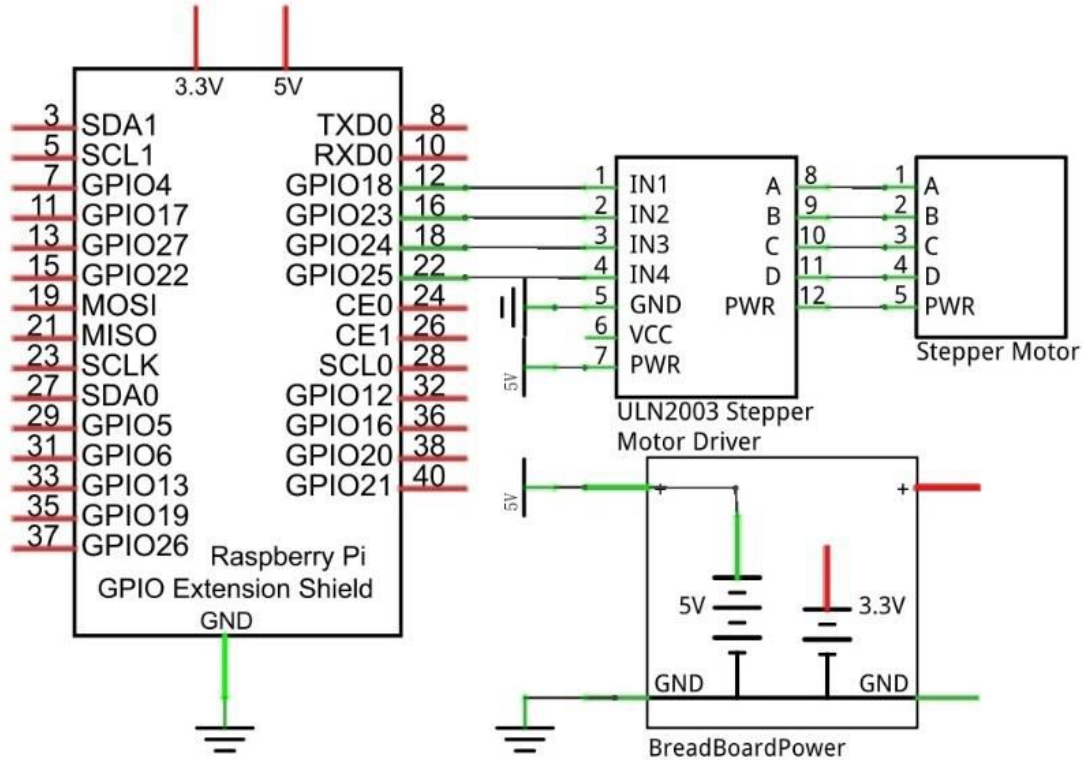 3.3V 5V
3 SDA1 TXD0 8
5 SCL1 RXD0 10
7 GPIO4 GPIO18 12
11 GPIO17 GPIO23 16
13 GPIO27 GPIO24 18
15 GPIO22 GPIO25 22
19 MOSI CE0 24
21 MISO CE1 26
23 SCLK SCL0 28
27 SDA0 GPIO12 32
29 GPIO5 GPIO16 36
31 GPIO6 GPIO20 38
33 GPIO13 GPIO21 40
35 GPIO19
37 GPIO26
Raspberry Pi
GPIO Extension Shield
GND
1 IN1 A 8
2 IN2 B 9
3 IN3 C 10
4 IN4 D 11
5 GND PWR 12
6 VCC
7 PWR
5V
ULN2003 Stepper
Motor Driver
1 A
2 B
3 C
4 D
5 PWR
Stepper Motor
5V
+ +
5V 3.3V
GND GND
BreadBoardPower